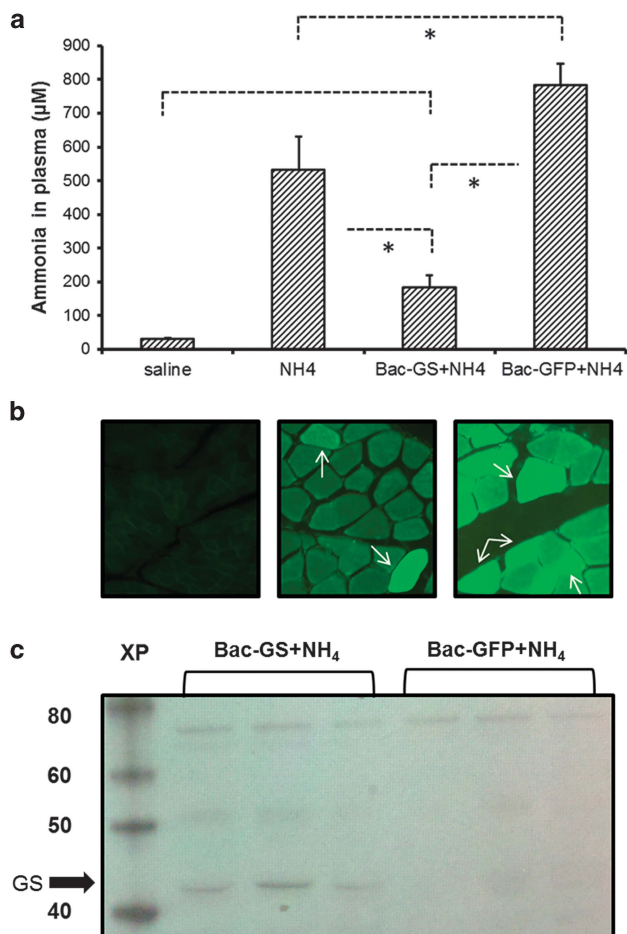 a
*
900
800
700
600
500
400
300
200
100
0
Ammonia in plasma (µM)
*
*
saline NH4 Bac-GS+NH4 Bac-GFP+NH4
b
c
XP Bac-GS+NH₄ Bac-GFP+NH₄
80
60
50
GS
40